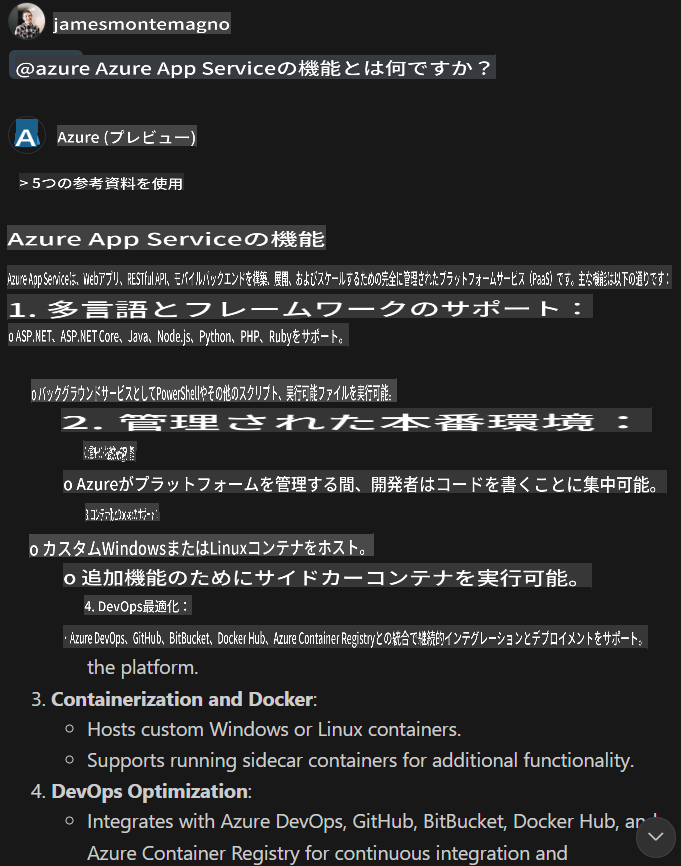 jamesmontemagno
@azure Azure App Serviceの機能とは何ですか？
Azure (プレビュー)
> 5つの参考資料を使用
Azure App Serviceの機能
Azure App Serviceは、Webアプリ、RESTful API、モバイルバックエンドを構築、展開、およびスケールするための完全に管理されたプラットフォームサービス（PaaS）です。主な機能は以下の通りです：
1. 多言語とフレームワークのサポート：
o ASP.NET、ASP.NET Core、Java、Node.js、Python、PHP、Rubyをサポート。
o バックグラウンドサービスとしてPowerShellやその他のスクリプト、実行可能ファイルを実行可能。
2. 管理された本番環境：
o Azureがプラットフォームを管理する間、開発者はコードを書くことに集中可能。
3. コンテナ化とDockerサポート：
o カスタムWindowsまたはLinuxコンテナをホスト。
o 追加機能のためにサイドカーコンテナを実行可能。
4. DevOps最適化：
· Azure DevOps、GitHub、BitBucket、Docker Hub、Azure Container Registryとの統合で継続的インテグレーションとデプロイメントをサポート。
the platform.
3. Containerization and Docker:
○ Hosts custom Windows or Linux containers.
○ Supports running sidecar containers for additional functionality.
4. DevOps Optimization:
○ Integrates with Azure DevOps, GitHub, BitBucket, Docker Hub, and
Azure Container Registry for continuous integration and